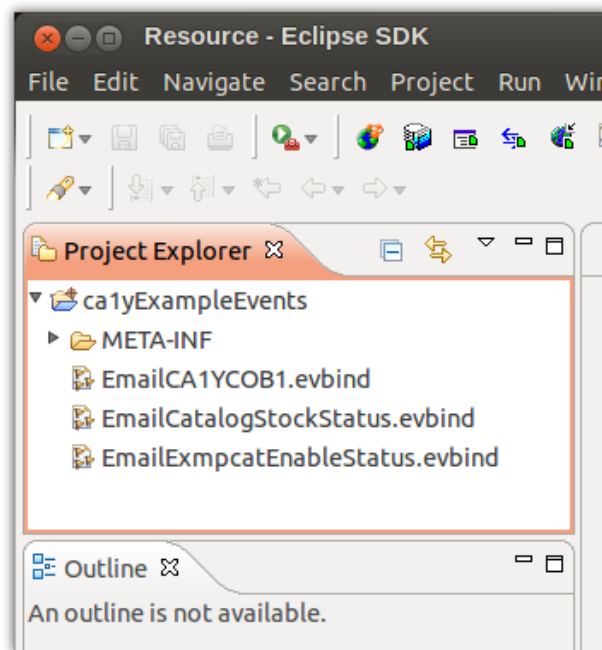 Resource - Eclipse SDK
File Edit Navigate Search Project Run
Project Explorer
ca1yExampleEvents
META-INF
EmailCA1YCOB1.evbind
EmailCatalogStockStatus.evbind
EmailExmpcatEnableStatus.evbind
Outline
An outline is not available.